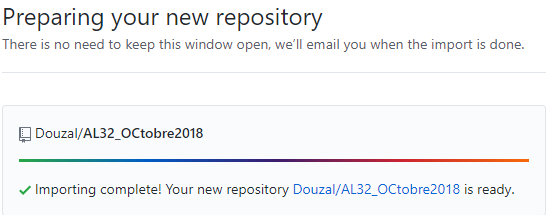 Preparing your new repository
There is no need to keep this window open, we'll email you when the import is done.
Douzal/AL32_OCtobre2018
Importing complete! Your new repository Douzal/AL32_OCtobre2018 is ready.